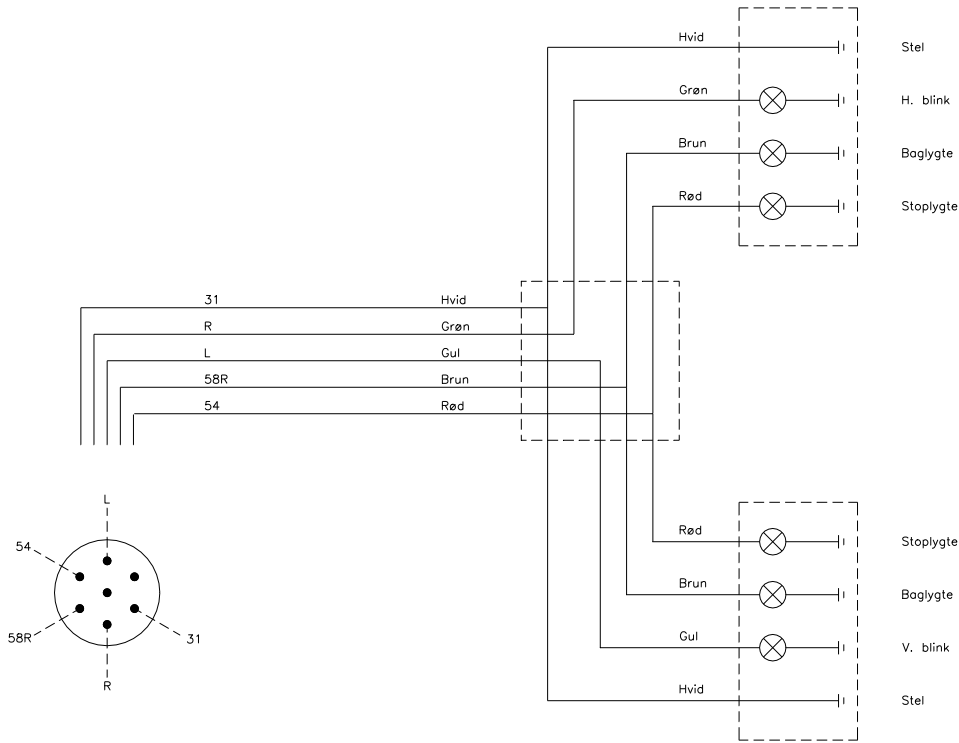 Hvid
Stel
Grøn
H. blink
Brun
Baglygte
Rød
Stoplygte
31
Hvid
R
Grøn
L
Gul
58R
Brun
54
Rød
L
54
58R
31
R
Rød
Stoplygte
Brun
Baglygte
Gul
V. blink
Hvid
Stel